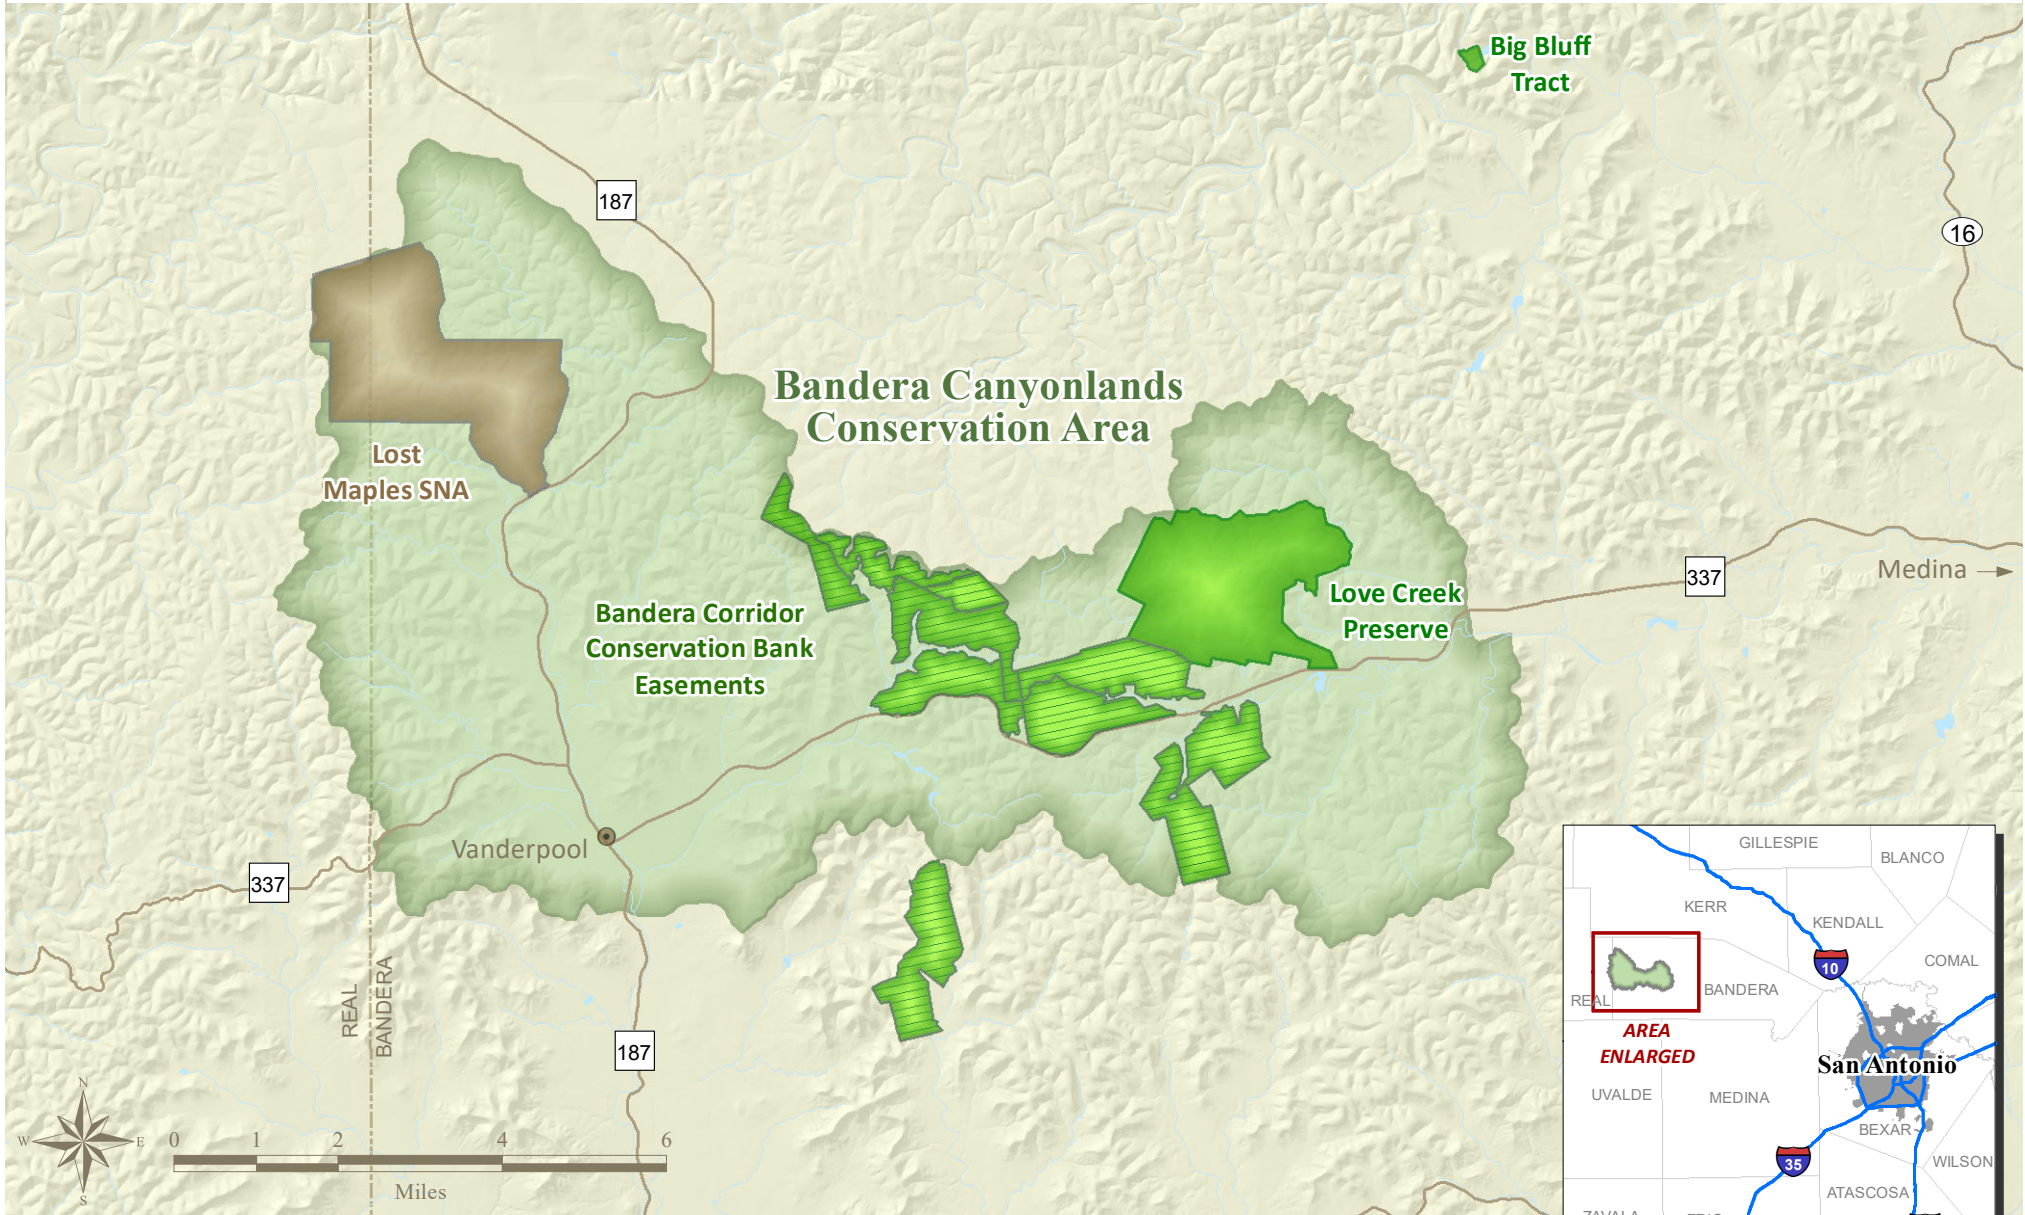 Big Bluff
Tract
187
16
Bandera Canyonlands
Conservation Area
Lost
Maples SNA
337
Medina
Love Creek
Preserve
Bandera Corridor
Conservation Bank
Easements
Vanderpool
337
REAL
BANDERA
187
N
W
E
S
0 1 2 4 6
Miles
GILLESPIE
BLANCO
KERR
KENDALL
10
COMAL
REAL
BANDERA
AREA
ENLARGED
San Antonio
UVALDE
MEDINA
BEXAR
35
WILSON
ATASCOSA